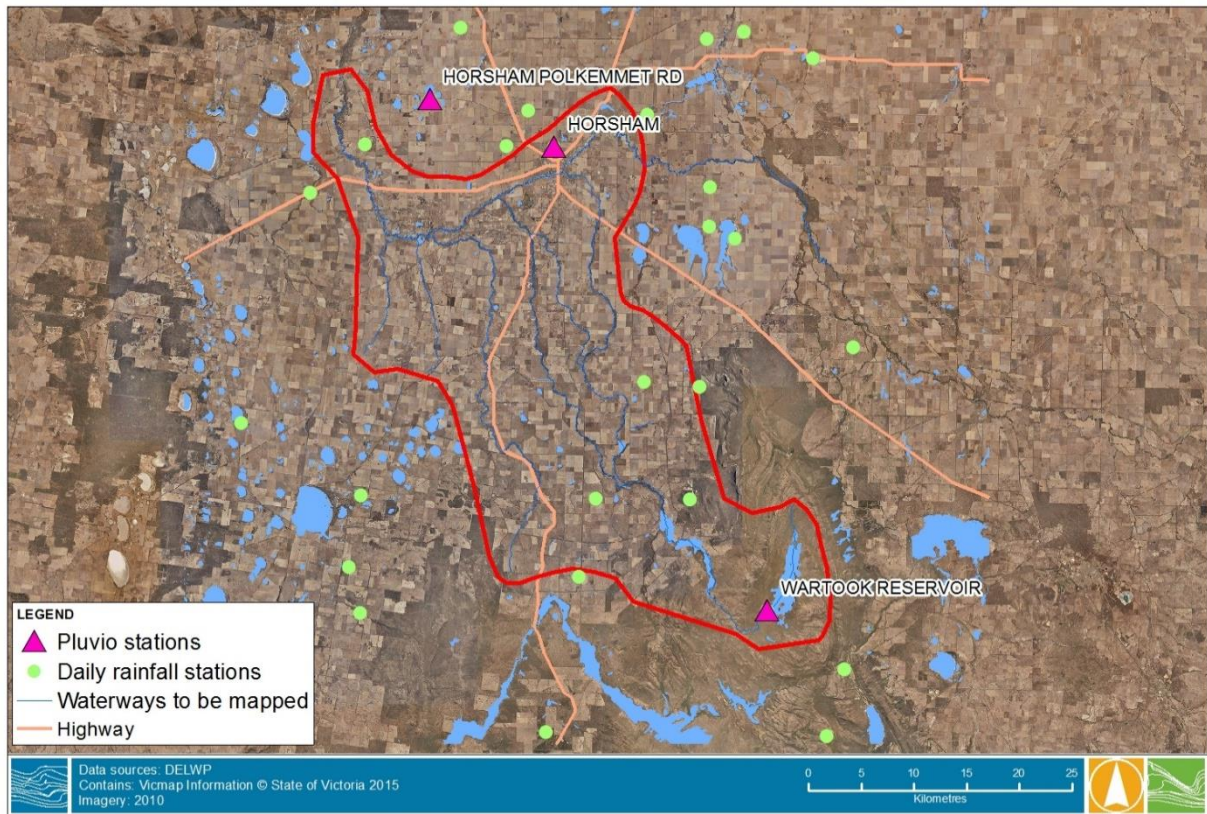 HORSHAM POLKEMMET RD
HORSHAM
WARTOOK RESERVOIR
LEGEND
Pluvio stations
Daily rainfall stations
Waterways to be mapped
Highway
Data sources: DELWP
Contains: Vicmap Information © State of Victoria 2015
Imagery: 2010
0 5 10 15 20 25
Kilometres